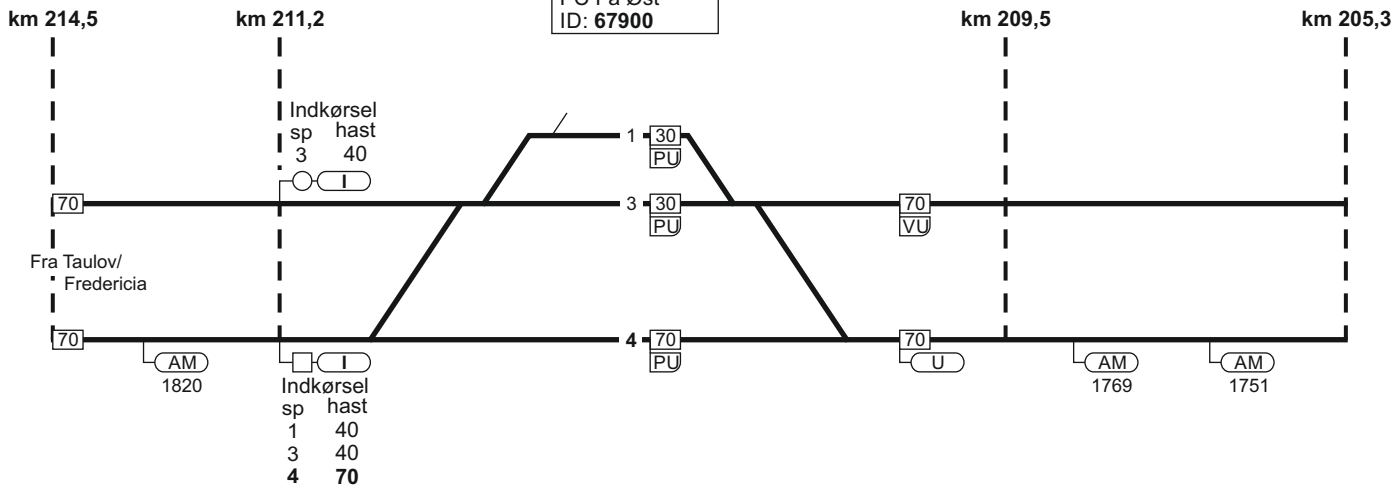 PU Fa Øst
ID: 67900
km 214,5
km 211,2
km 209,5
km 205,3
Indkørsel
sp hast
3 40
I
1 30
PU
70
3 30
PU
70
VU
Fra Taulov/
Fredericia
70
AM
1820
I
Indkørsel
sp hast
1 40
3 40
4 70
4 70
PU
70
U
AM
1769
AM
1751